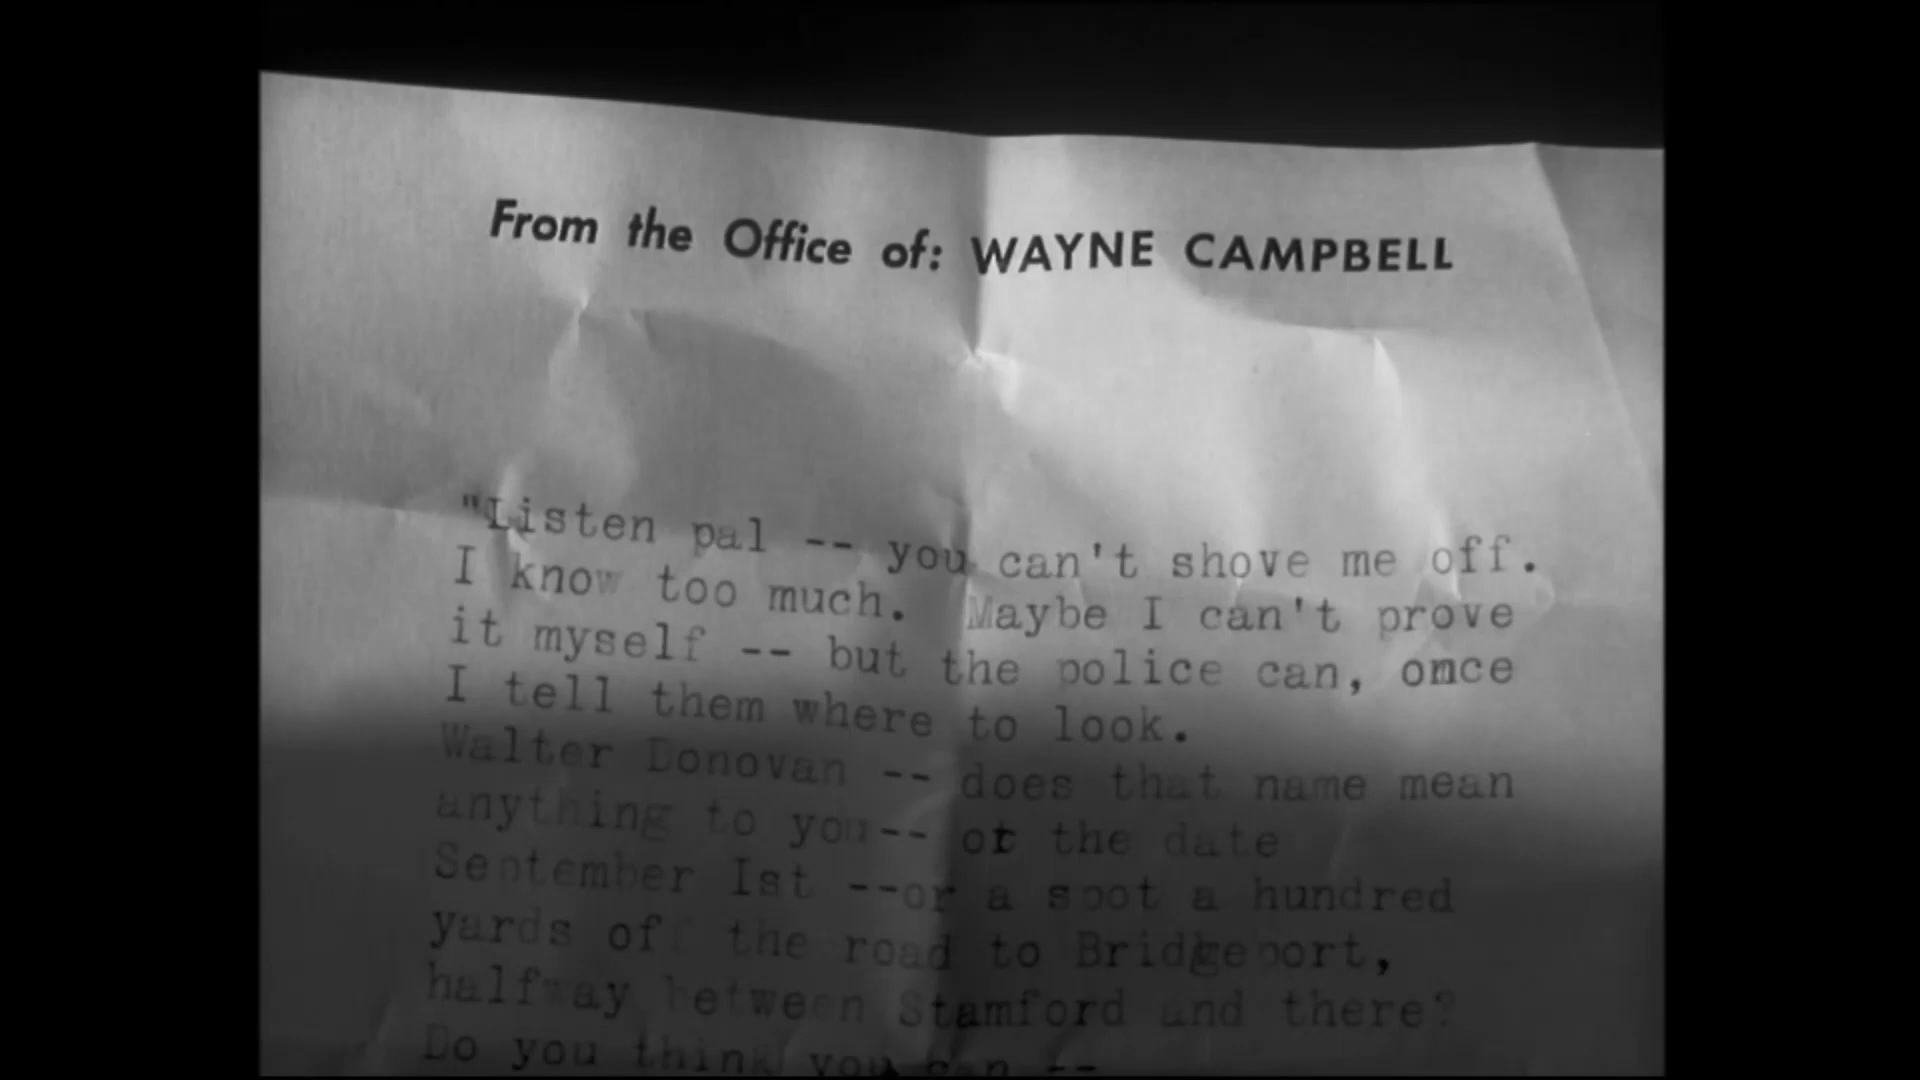 From the Office of: WAYNE CAMPBELL
"Listen pal -- you can't shove me off.
I know too much. Maybe I can't prove
it myself -- but the police can, omce
I tell them where to look.
Walter Donovan -- does that name mean
anything to you-- ot the date
September Ist --or a spot a hundred
yards off the road to Bridgeport,
halfway between Stamford and there?
Do you think you can --